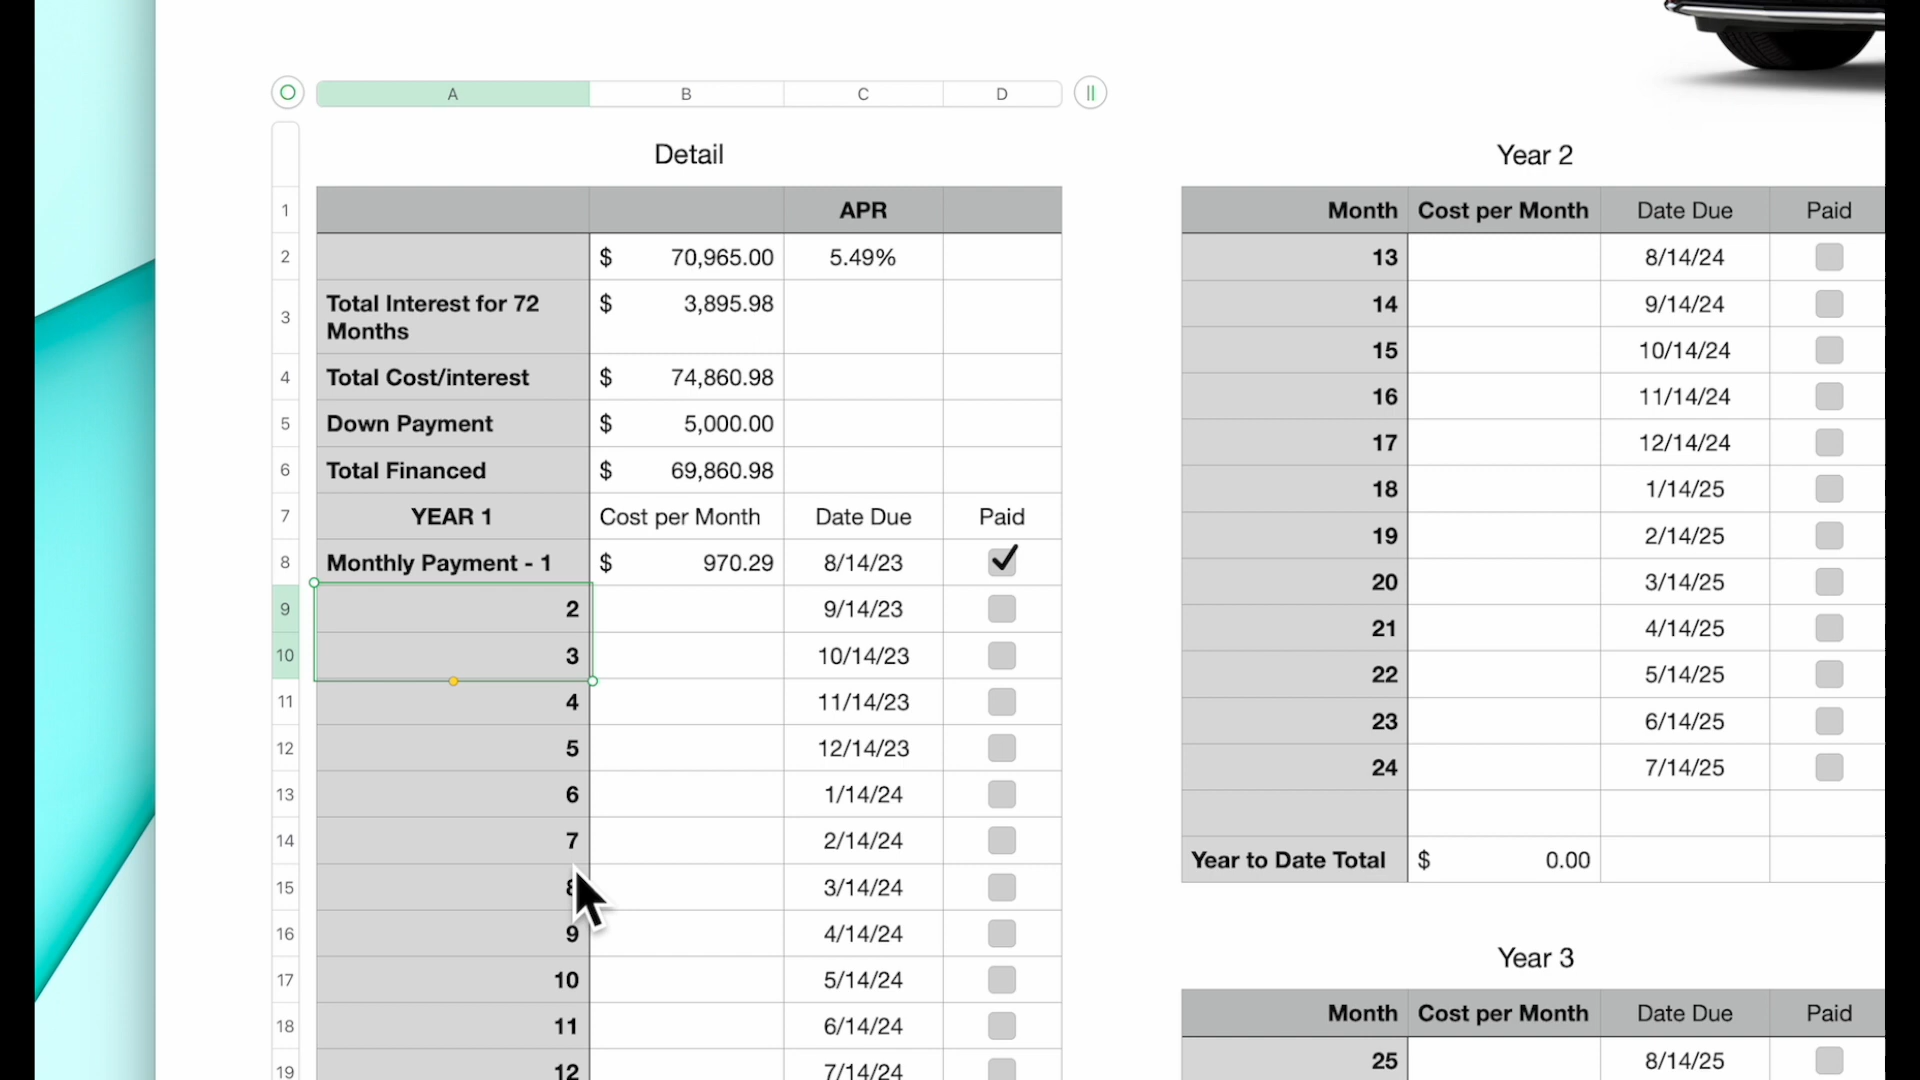 A B C D
Detail
1 APR
2 $ 70,965.00 5.49%
3 Total Interest for 72 Months $ 3,895.98
4 Total Cost/interest $ 74,860.98
5 Down Payment $ 5,000.00
6 Total Financed $ 69,860.98
7 YEAR 1 Cost per Month Date Due Paid
8 Monthly Payment - 1 $ 970.29 8/14/23
9 2 9/14/23
10 3 10/14/23
11 4 11/14/23
12 5 12/14/23
13 6 1/14/24
14 7 2/14/24
15 8 3/14/24
16 9 4/14/24
17 10 5/14/24
18 11 6/14/24
19 12 7/14/24
Year 2
Month Cost per Month Date Due Paid
13 8/14/24
14 9/14/24
15 10/14/24
16 11/14/24
17 12/14/24
18 1/14/25
19 2/14/25
20 3/14/25
21 4/14/25
22 5/14/25
23 6/14/25
24 7/14/25
Year to Date Total $ 0.00
Year 3
Month Cost per Month Date Due Paid
25 8/14/25